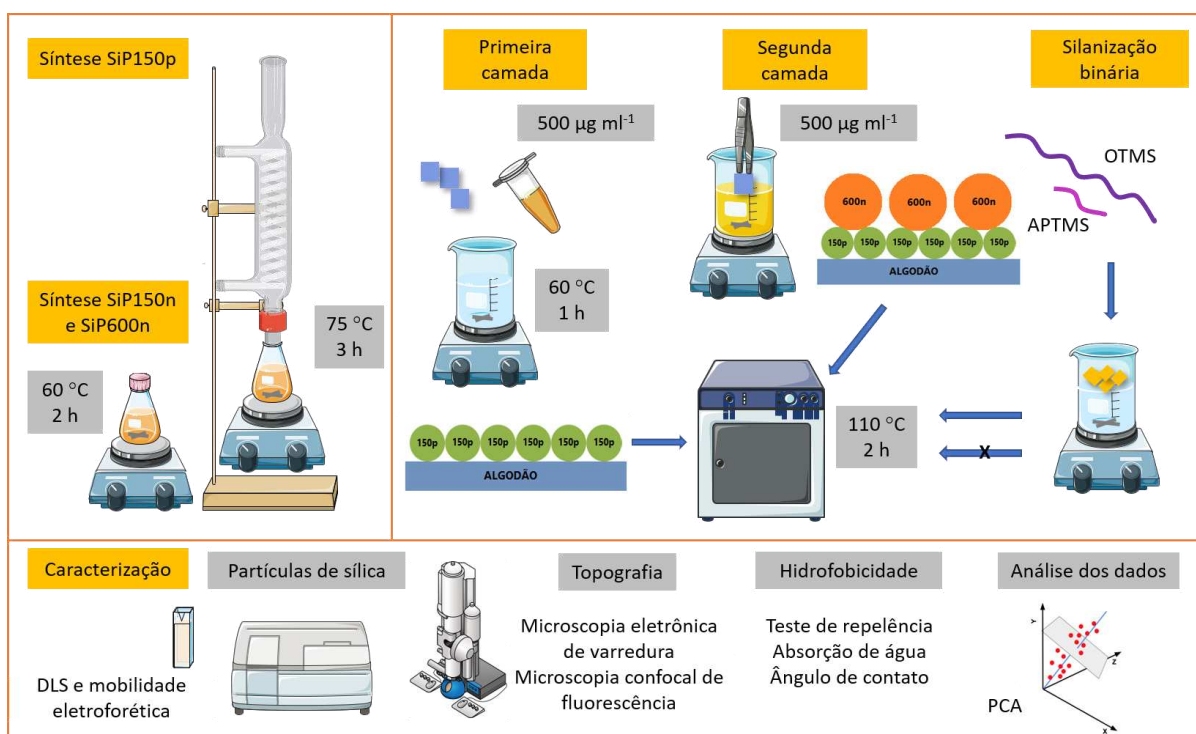 Síntese SiP150p
Síntese SiP150n
e SiP600n
60 °C
2 h
75 °C
3 h
Primeira
camada
500 µg ml⁻¹
60 °C
1 h
150p 150p 150p 150p 150p 150p
ALGODÃO
Segunda
camada
500 µg ml⁻¹
600n 600n 600n
150p 150p 150p 150p 150p 150p
ALGODÃO
110 °C
2 h
Silanização
binária
OTMS
APTMS
X
Caracterização
DLS e mobilidade
eletroforética
Partículas de sílica
Topografia
Microscopia eletrônica
de varredura
Microscopia confocal de
fluorescência
Hidrofobicidade
Teste de repelência
Absorção de água
Ângulo de contato
Análise dos dados
PCA
Y
Z
X